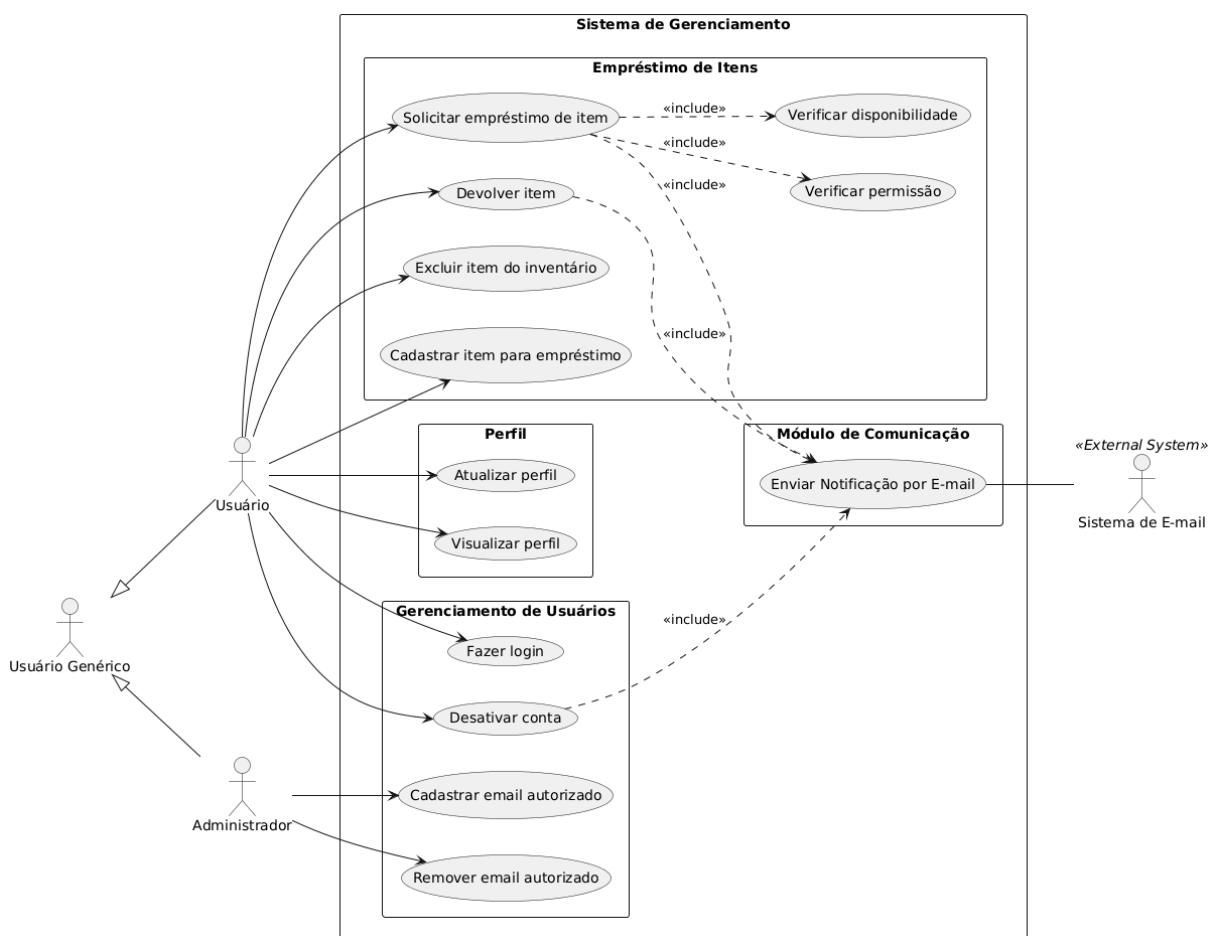 Sistema de Gerenciamento
Empréstimo de Itens
Solicitar empréstimo de item
«include»
Verificar disponibilidade
«include»
«include»
Verificar permissão
Devolver item
Excluir item do inventário
«include»
Cadastrar item para empréstimo
Perfil
Atualizar perfil
Visualizar perfil
Módulo de Comunicação
Enviar Notificação por E-mail
«External System»
Sistema de E-mail
Usuário
Usuário Genérico
Gerenciamento de Usuários
Fazer login
«include»
Desativar conta
Cadastrar email autorizado
Remover email autorizado
Administrador